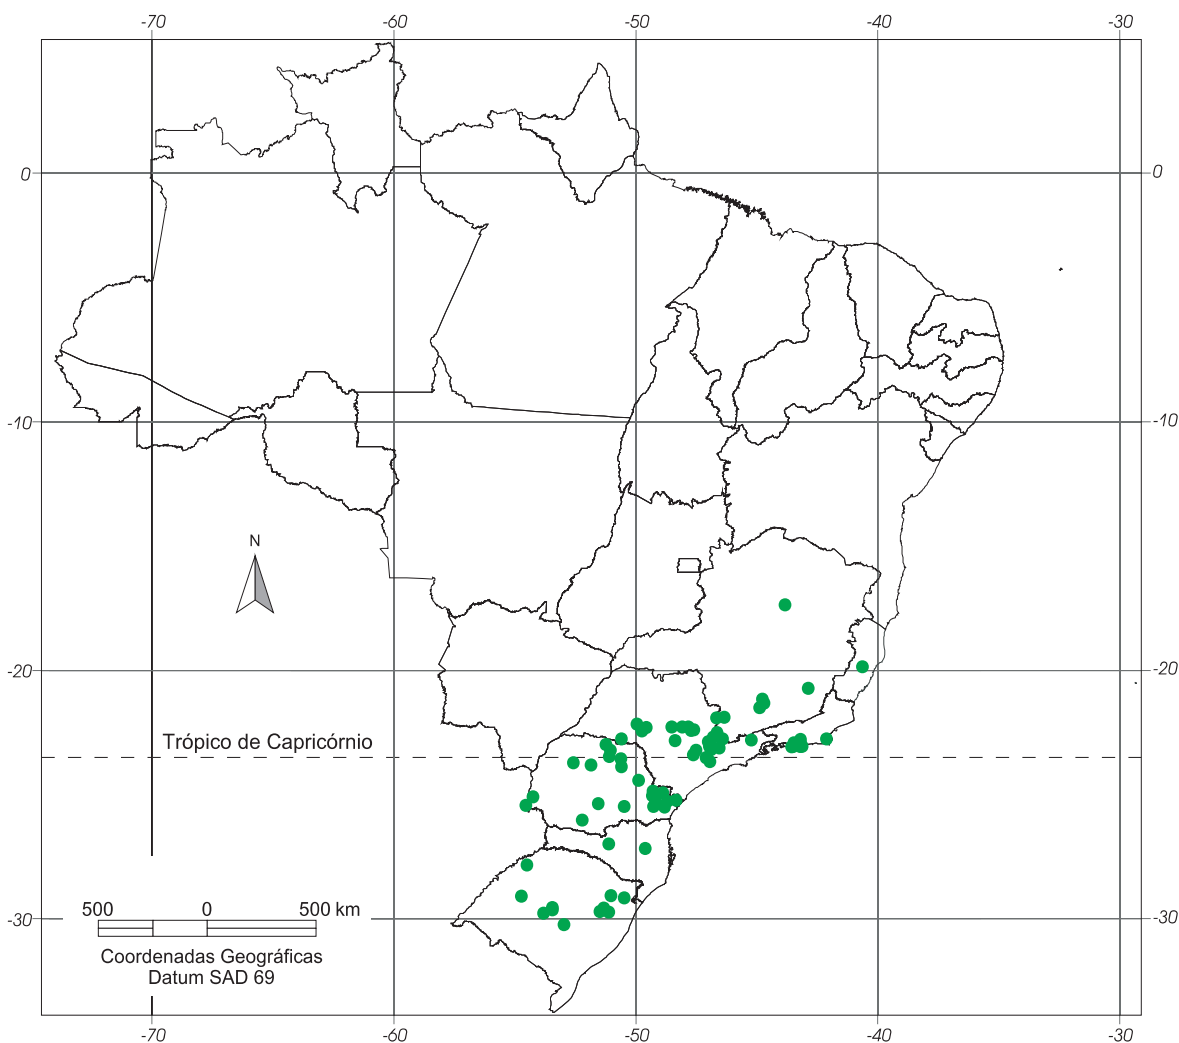 -70 -60 -50 -40 -30
0 0
-10 -10
N
-20 -20
Trópico de Capricórnio
500 0 500 km
-30 -30
Coordenadas Geográficas
Datum SAD 69
-70 -60 -50 -40 -30